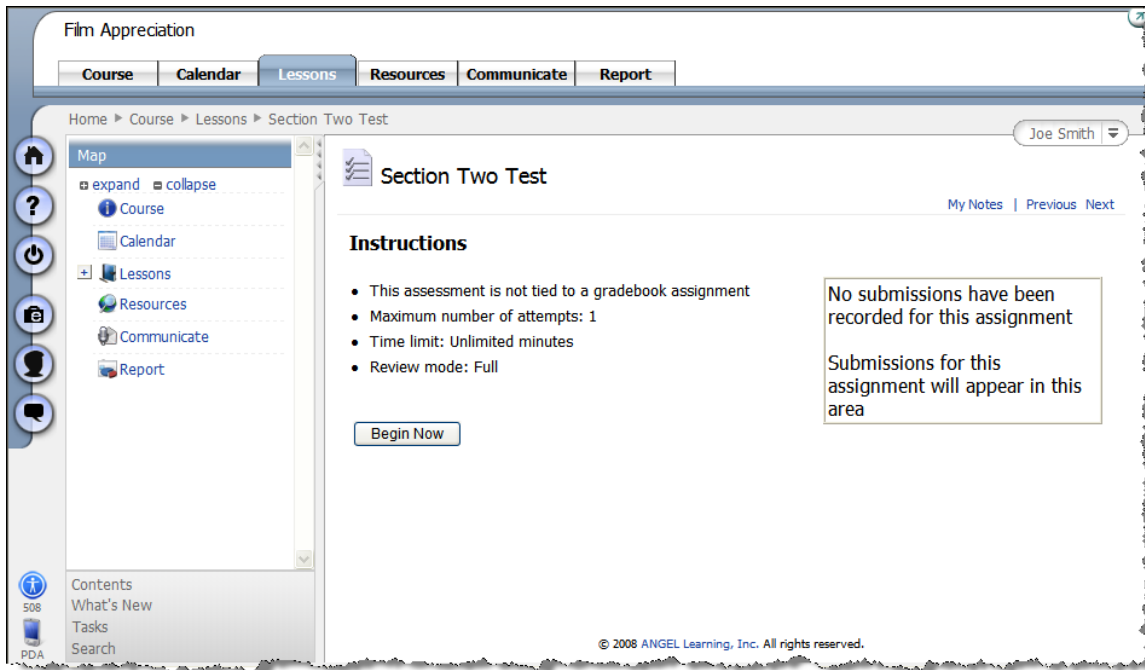 Film Appreciation
Course Calendar Lessons Resources Communicate Report
Home ▶ Course ▶ Lessons ▶ Section Two Test
Joe Smith
Map
expand collapse
Course
Calendar
Lessons
Resources
Communicate
Report
Section Two Test
My Notes | Previous Next
Instructions
• This assessment is not tied to a gradebook assignment
• Maximum number of attempts: 1
• Time limit: Unlimited minutes
• Review mode: Full
No submissions have been
recorded for this assignment
Submissions for this
assignment will appear in this
area
Begin Now
508
PDA
Contents
What's New
Tasks
Search
© 2008 ANGEL Learning, Inc. All rights reserved.